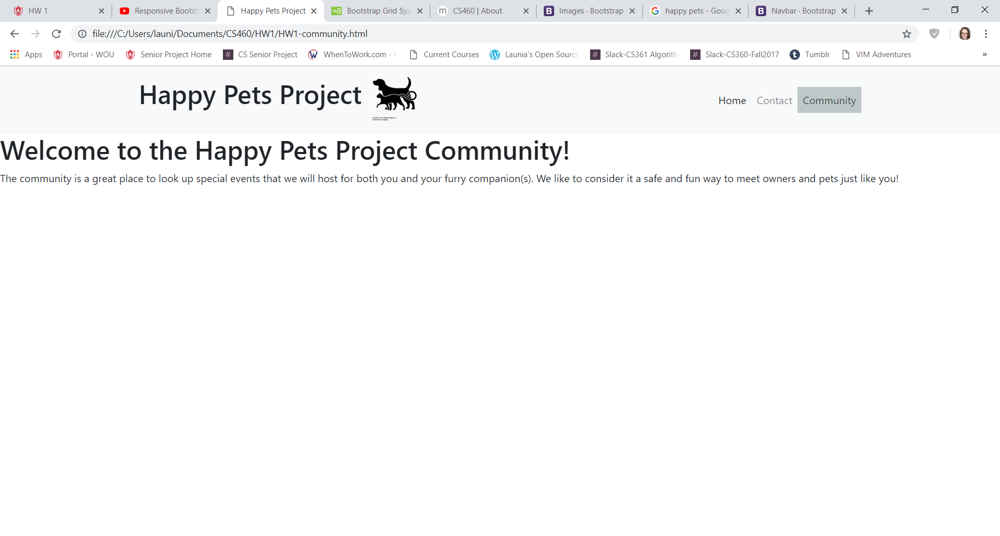 HW 1
Responsive Bootst
Happy Pets Project
Bootstrap Grid Sys
CS460 | About
Images · Bootstrap
happy pets - Goog
Navbar · Bootstrap
file:///C:/Users/launi/Documents/CS460/HW1/HW1-community.html
Apps Portal - WOU Senior Project Home # CS Senior Project WhenToWork.com - H Current Courses Launia's Open Source # Slack-CS361 Algorith # Slack-CS360-Fall2017 Tumblr VIM Adventures »
Happy Pets Project
Home Contact Community
from Noun Project
Welcome to the Happy Pets Project Community!
The community is a great place to look up special events that we will host for both you and your furry companion(s). We like to consider it a safe and fun way to meet owners and pets just like you!